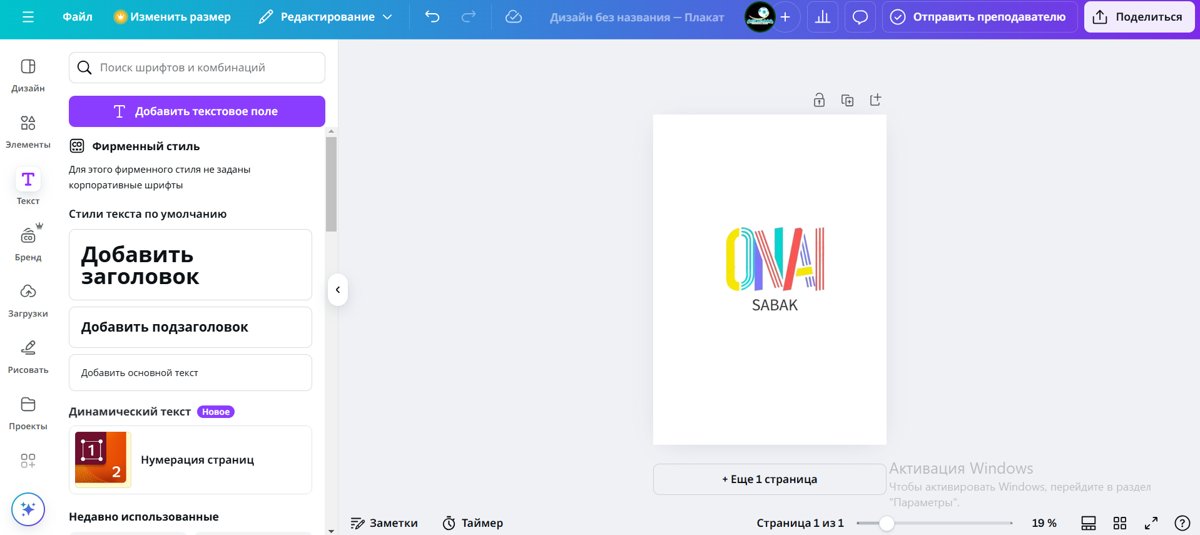 Файл
Изменить размер
Редактирование
Дизайн без названия — Плакат
Отправить преподавателю
Поделиться
Дизайн
Элементы
Текст
Бренд
Загрузки
Рисовать
Проекты
Поиск шрифтов и комбинаций
Добавить текстовое поле
Фирменный стиль
Для этого фирменного стиля не заданы
корпоративные шрифты
Стили текста по умолчанию
Добавить
заголовок
Добавить подзаголовок
Добавить основной текст
Динамический текст Новое
1
2
Нумерация страниц
Недавно использованные
ONAI
SABAK
+ Еще 1 страница
Активация Windows
Чтобы активировать Windows, перейдите в раздел
"Параметры".
Заметки
Таймер
Страница 1 из 1
19 %